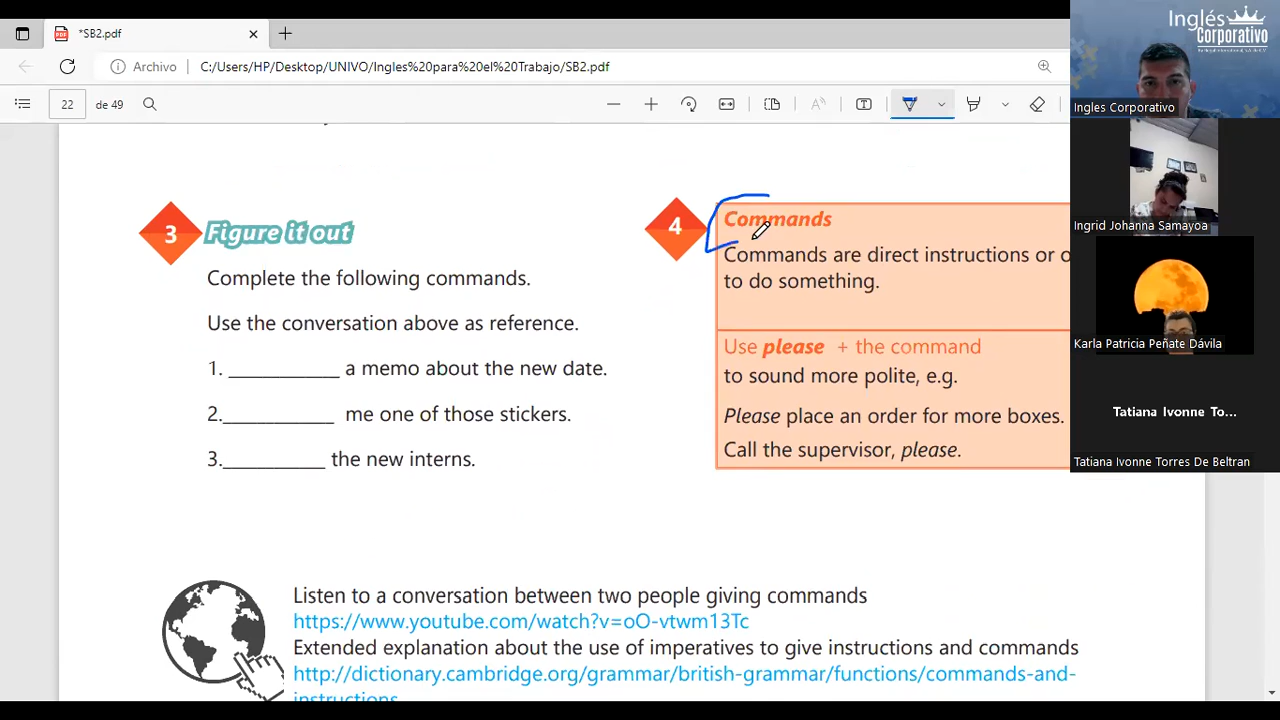 *SB2.pdf
Archivo
C:/Users/HP/Desktop/UNIVO/Ingles%20para%20el%20Trabajo/SB2.pdf
22
de 49
Inglés
Corporativo
Ingles Corporativo
Ingrid Johanna Samayoa
Karla Patricia Peñate Dávila
Tatiana Ivonne To...
Tatiana Ivonne Torres De Beltran
3
Figure it out
Complete the following commands.
Use the conversation above as reference.
1. ____________ a memo about the new date.
2.____________ me one of those stickers.
3.___________ the new interns.
4
Commands
Commands are direct instructions or o
to do something.
Use please + the command
to sound more polite, e.g.
Please place an order for more boxes.
Call the supervisor, please.
Listen to a conversation between two people giving commands
https://www.youtube.com/watch?v=oO-vtwm13Tc
Extended explanation about the use of imperatives to give instructions and commands
http://dictionary.cambridge.org/grammar/british-grammar/functions/commands-and-
instructions